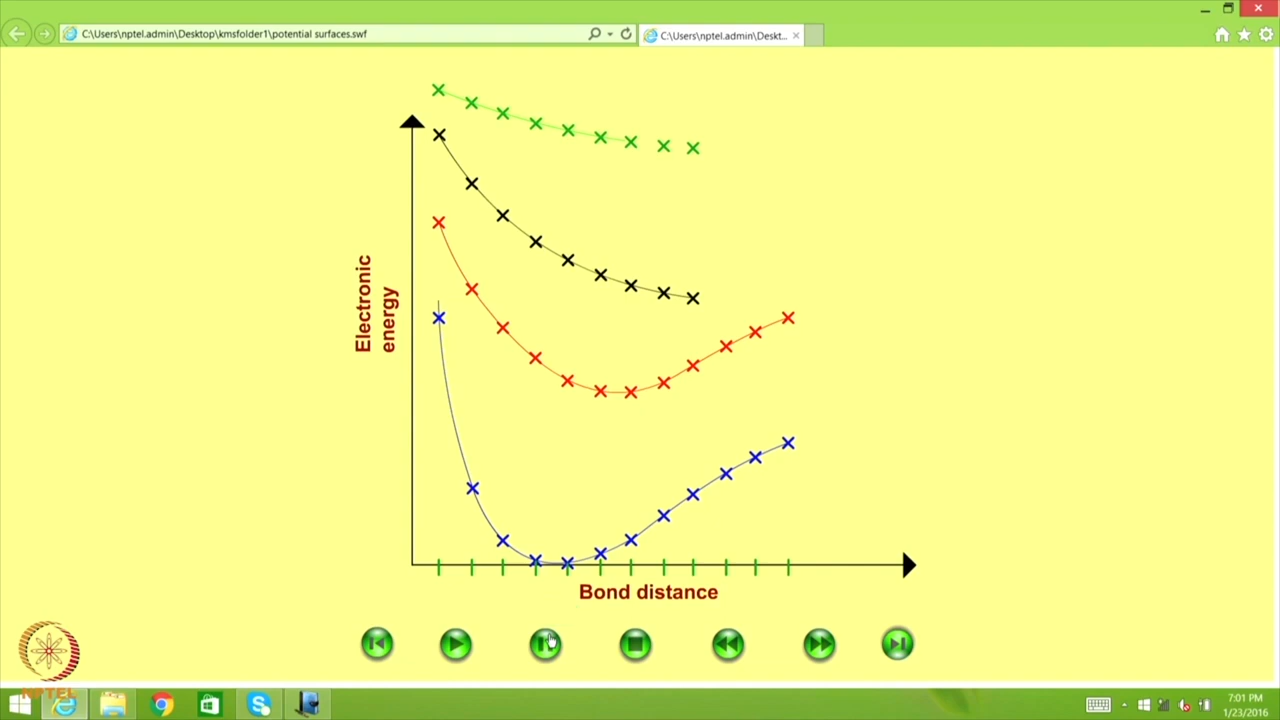 C:\Users\nptel.admin\Desktop\kmsfolder1\potential surfaces.swf
C:\Users\nptel.admin\Deskt...
Electronic
energy
Bond distance
NPTEL
7:01 PM
1/23/2016